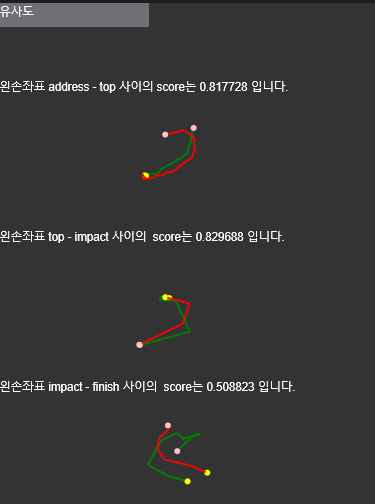 유사도
왼손좌표 address - top 사이의 score는 0.817728 입니다.
왼손좌표 top - impact 사이의  score는 0.829688 입니다.
왼손좌표 impact - finish 사이의  score는 0.508823 입니다.